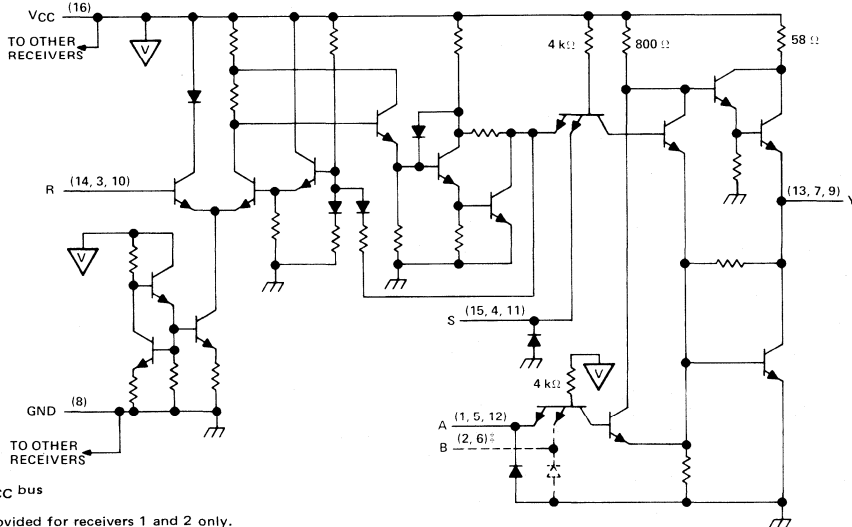 VCC (16)
TO OTHER
RECEIVERS
V
4 kΩ
800 Ω
58 Ω
R (14, 3, 10)
(13, 7, 9) Y
V
S (15, 4, 11)
V
4 kΩ
GND (8)
A (1, 5, 12)
B (2, 6)‡
TO OTHER
RECEIVERS
CC bus
ovided for receivers 1 and 2 only.